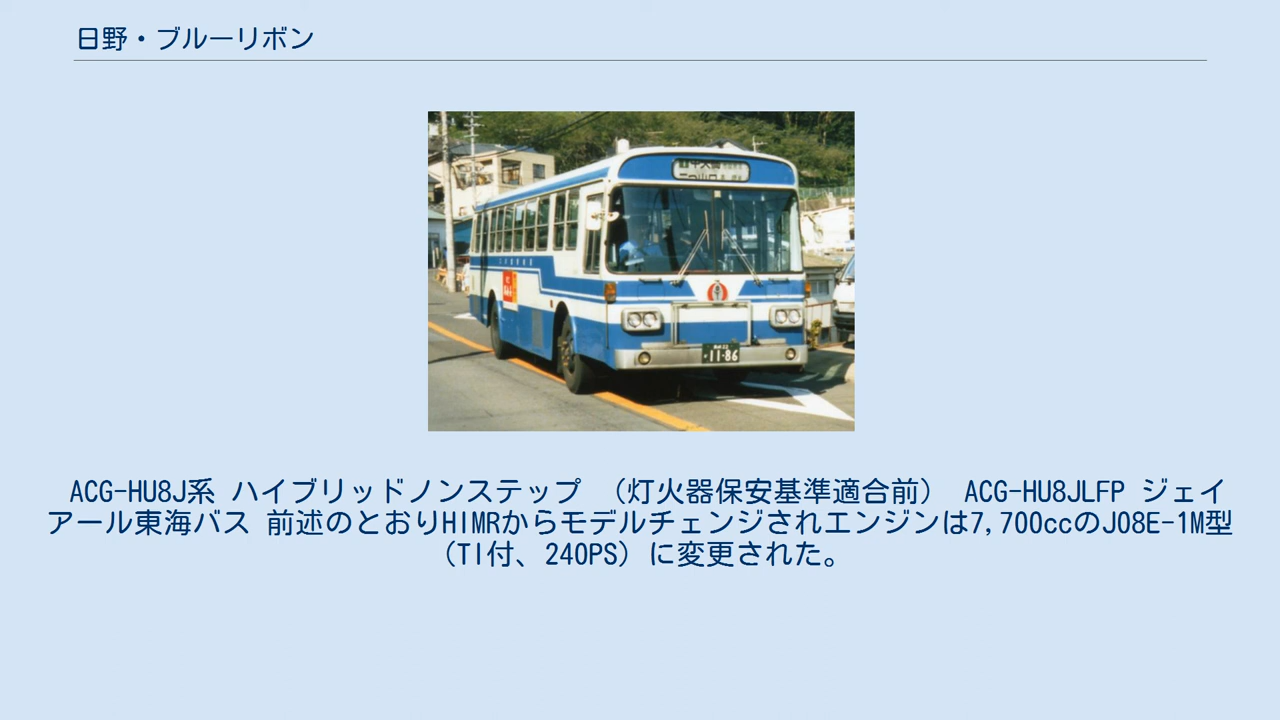 日野・ブルーリボン
11-86
ACG-HU8J系 ハイブリッドノンステップ （灯火器保安基準適合前） ACG-HU8JLFP ジェイ
アール東海バス 前述のとおりHIMRからモデルチェンジされエンジンは7,700ccのJ08E-1M型
（TI付、240PS）に変更された。